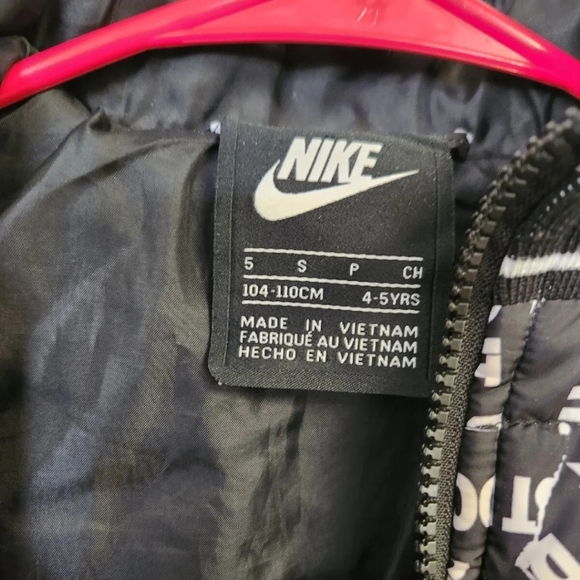 NIKE
5 S P CH
104-110CM 4-5YRS
MADE IN VIETNAM
FABRIQUÉ AU VIETNAM
HECHO EN VIETNAM